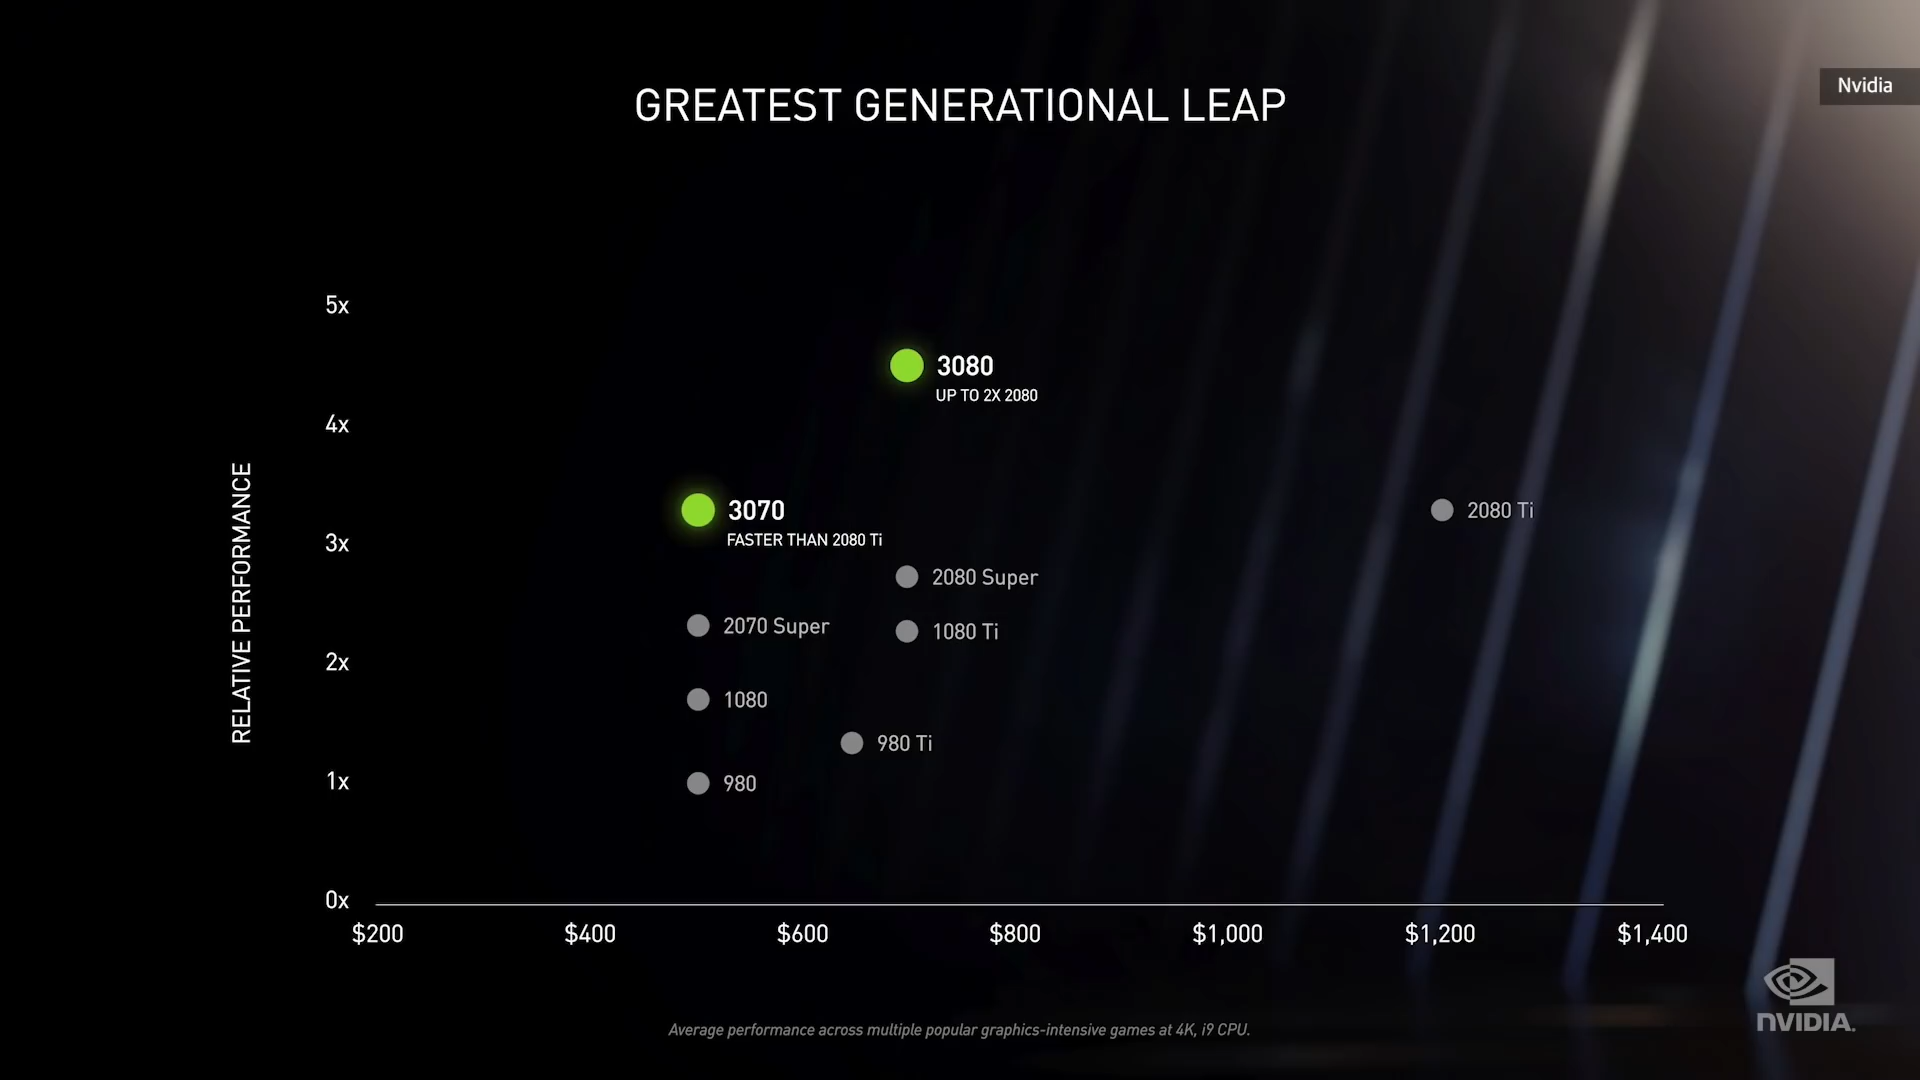 GREATEST GENERATIONAL LEAP
Nvidia
RELATIVE PERFORMANCE
5x
4x
3x
2x
1x
0x
3080
UP TO 2X 2080
3070
FASTER THAN 2080 Ti
2080 Ti
2080 Super
2070 Super
1080 Ti
1080
980 Ti
980
$200
$400
$600
$800
$1,000
$1,200
$1,400
Average performance across multiple popular graphics-intensive games at 4K, i9 CPU.
NVIDIA.